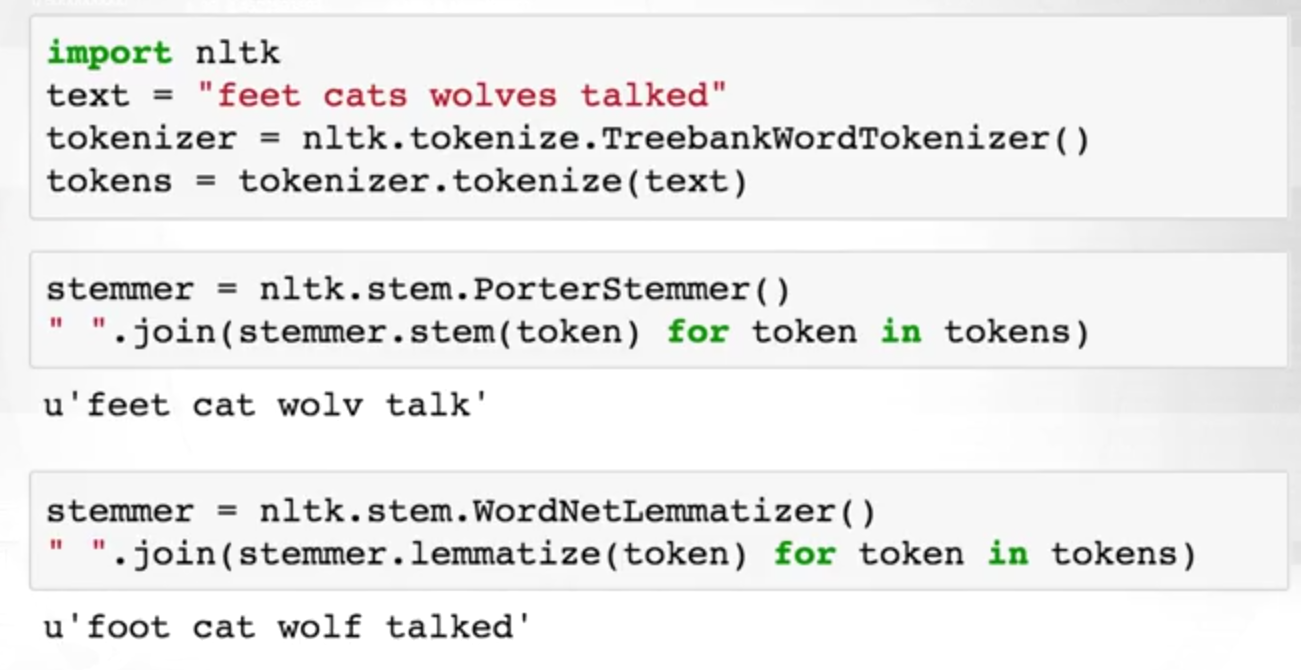 import nltk
text = "feet cats wolves talked"
tokenizer = nltk.tokenize.TreebankWordTokenizer()
tokens = tokenizer.tokenize(text)
stemmer = nltk.stem.PorterStemmer()
" ".join(stemmer.stem(token) for token in tokens)
u'feet cat wolv talk'
stemmer = nltk.stem.WordNetLemmatizer()
" ".join(stemmer.lemmatize(token) for token in tokens)
u'foot cat wolf talked'